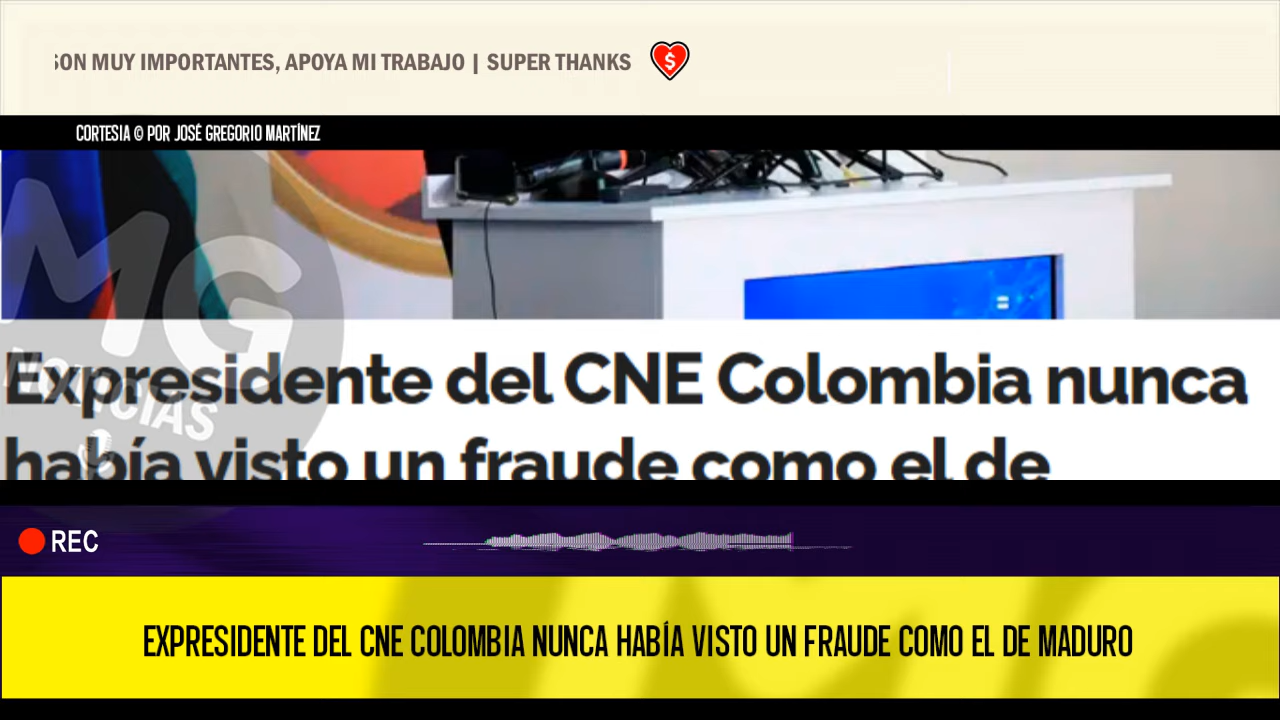 SON MUY IMPORTANTES, APOYA MI TRABAJO | SUPER THANKS
CORTESIA © POR JOSÉ GREGORIO MARTÍNEZ
MG
NOTICIAS
Expresidente del CNE Colombia nunca
había visto un fraude como el de
REC
EXPRESIDENTE DEL CNE COLOMBIA NUNCA HABÍA VISTO UN FRAUDE COMO EL DE MADURO